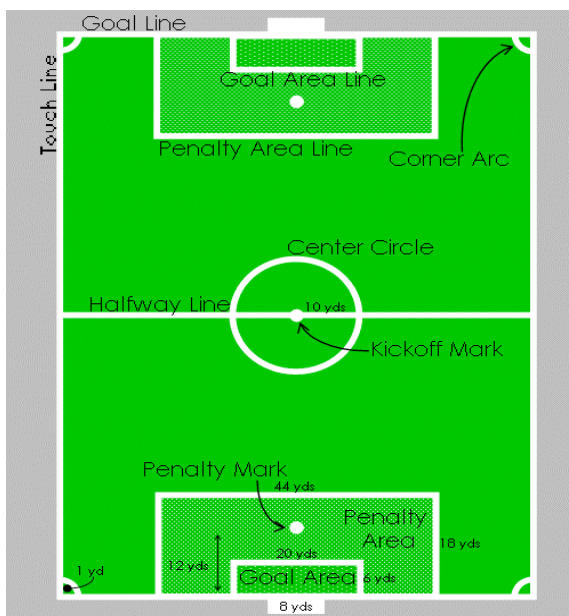 Goal Line
Touch Line
Goal Area Line
Penalty Area Line
Corner Arc
Center Circle
Halfway Line
10 yds
Kickoff Mark
Penalty Mark
44 yds
Penalty
Area
18 yds
12 yds
20 yds
1 yd
Goal Area
6 yds
8 yds